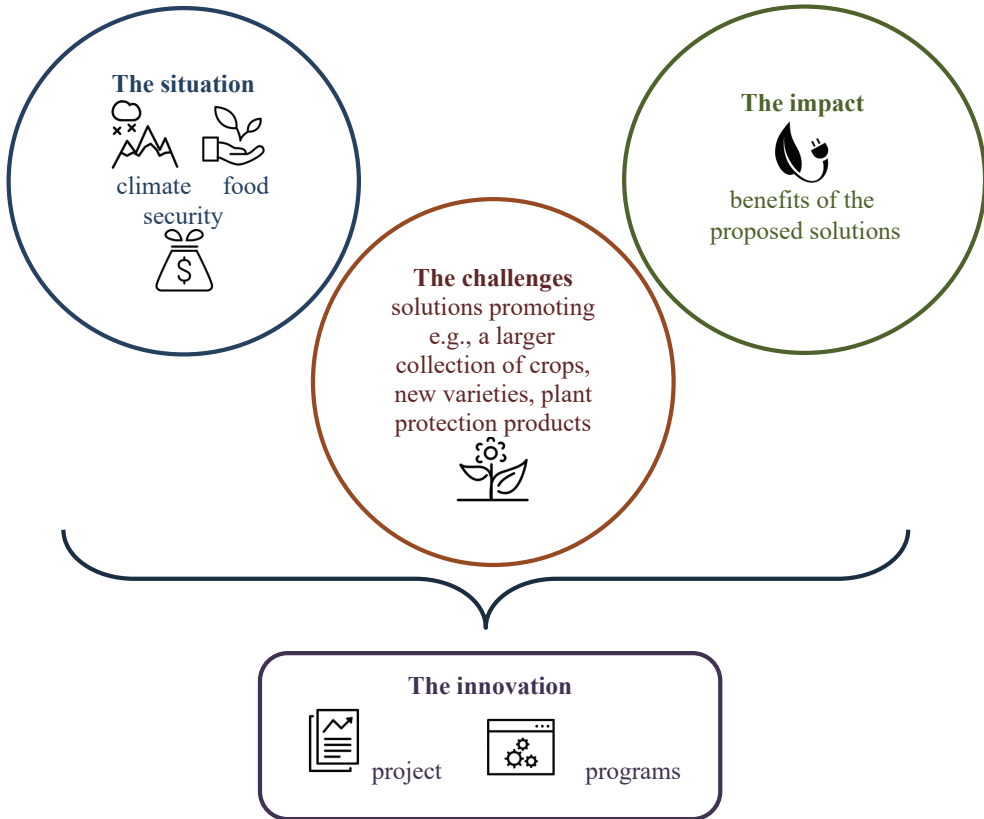 The situation
climate food
security
$
The challenges
solutions promoting
e.g., a larger
collection of crops,
new varieties, plant
protection products
The impact
benefits of the
proposed solutions
The innovation
project programs